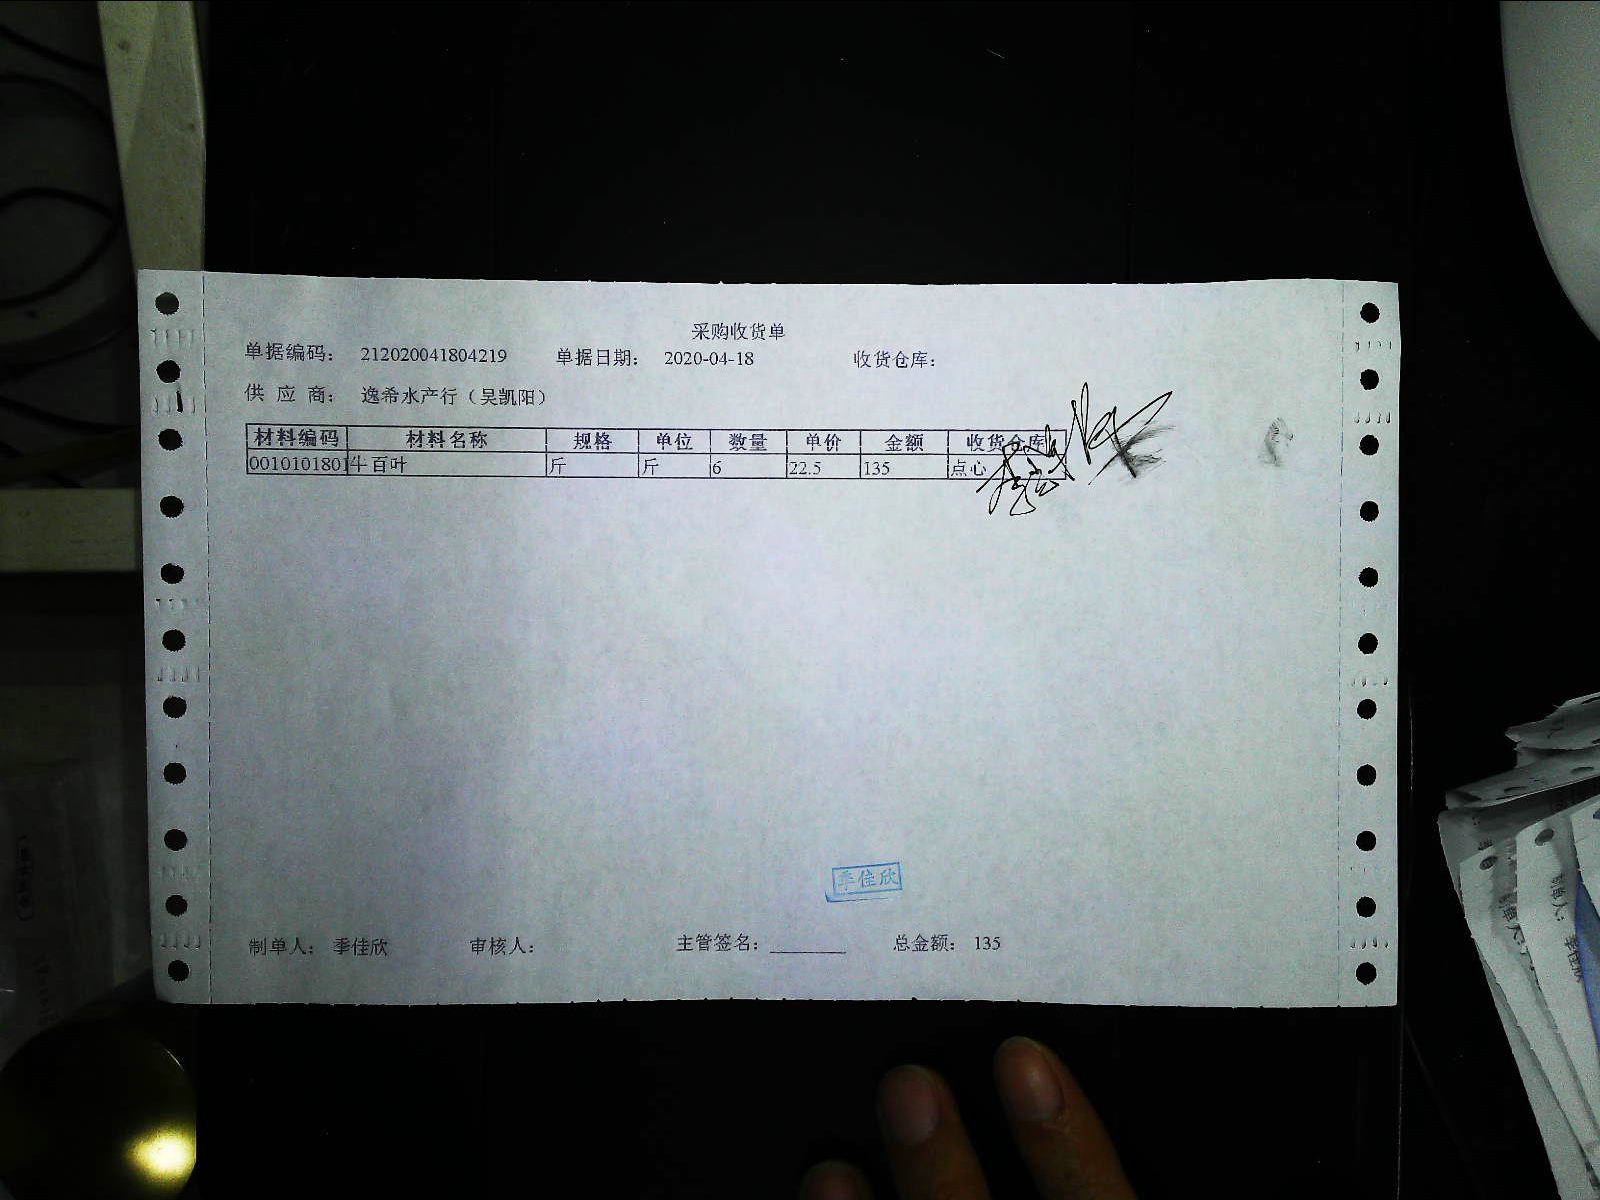 采购收货单
单据编码： 212020041804219 单据日期： 2020-04-18 收货仓库：
供 应 商： 逸希水产行（吴凯阳）
材料编码 材料名称 规格 单位 数量 单价 金额 收货仓库
0010101801 牛百叶 斤 斤 6 22.5 135 点心
季佳欣
制单人： 季佳欣 审核人： 主管签名： ________ 总金额： 135